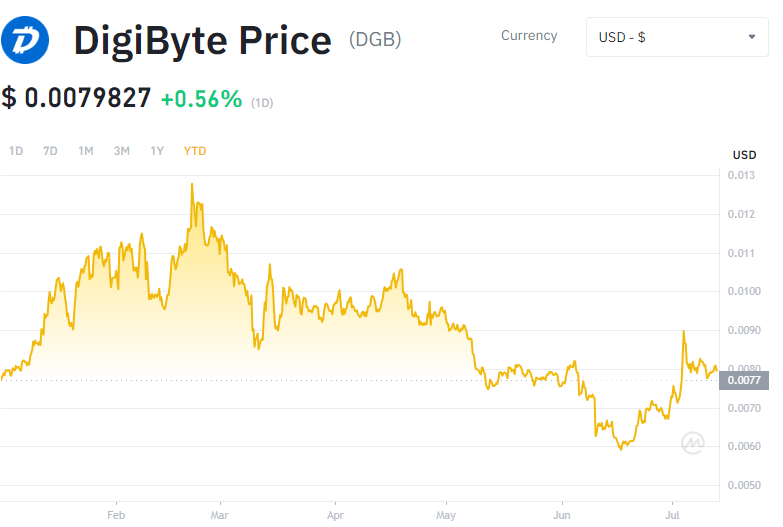 DigiByte Price (DGB)
Currency
USD - $
$ 0.0079827 +0.56% (1D)
1D 7D 1M 3M 1Y YTD
USD
0.013
0.012
0.011
0.0100
0.0090
0.0080
0.0077
0.0070
0.0060
0.0050
Feb Mar Apr May Jun Jul